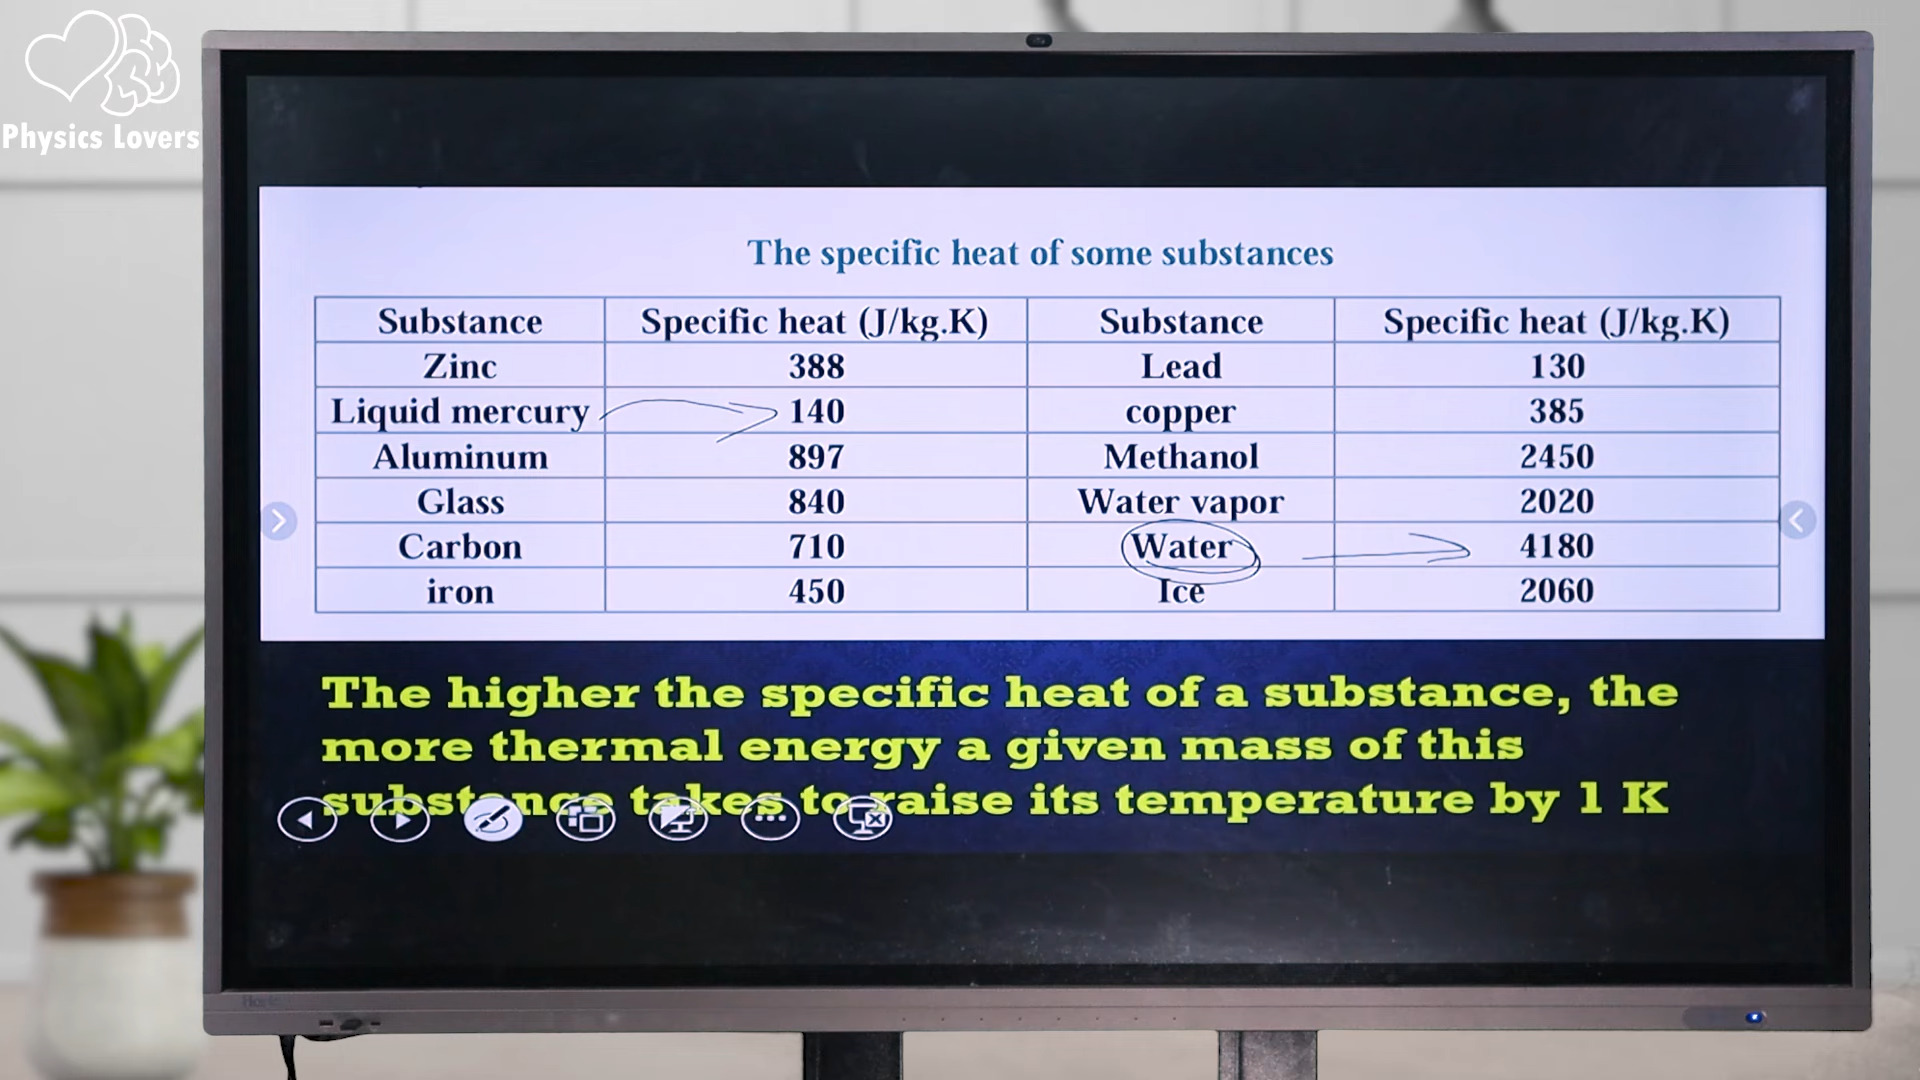 Physics Lovers
The specific heat of some substances
Substance Specific heat (J/kg.K) Substance Specific heat (J/kg.K)
Zinc 388 Lead 130
Liquid mercury 140 copper 385
Aluminum 897 Methanol 2450
Glass 840 Water vapor 2020
Carbon 710 Water 4180
iron 450 Ice 2060
The higher the specific heat of a substance, the
more thermal energy a given mass of this
substance takes to raise its temperature by 1 K